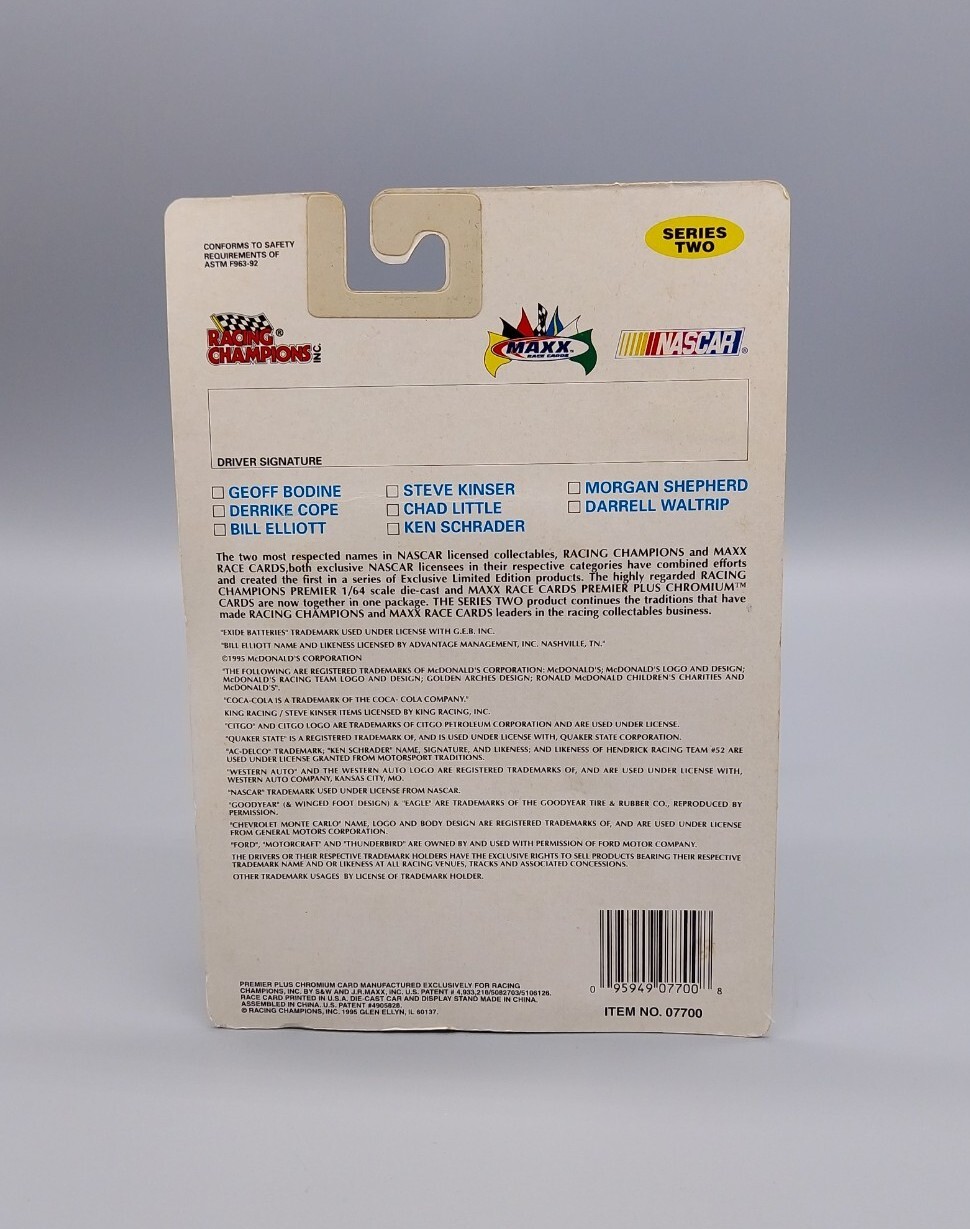 CONFORMS TO SAFETY
REQUIREMENTS OF
ASTM F963-92
SERIES
TWO
RACING ®
CHAMPIONS INC.
MAXX
RACE CARDS
NASCAR®
DRIVER SIGNATURE
GEOFF BODINE
DERRIKE COPE
BILL ELLIOTT
STEVE KINSER
CHAD LITTLE
KEN SCHRADER
MORGAN SHEPHERD
DARRELL WALTRIP
The two most respected names in NASCAR licensed collectables, RACING CHAMPIONS and MAXX
RACE CARDS,both exclusive NASCAR licensees in their respective categories have combined efforts
and created the first in a series of Exclusive Limited Edition products. The highly regarded RACING
CHAMPIONS PREMIER 1/64 scale die-cast and MAXX RACE CARDS PREMIER PLUS CHROMIUM™
CARDS are now together in one package. THE SERIES TWO product continues the traditions that have
made RACING CHAMPIONS and MAXX RACE CARDS leaders in the racing collectables business.
"EXIDE BATTERIES" TRADEMARK USED UNDER LICENSE WITH G.E.B. INC.
"BILL ELLIOTT NAME AND LIKENESS LICENSED BY ADVANTAGE MANAGEMENT, INC. NASHVILLE, TN."
©1995 McDONALD'S CORPORATION
"THE FOLLOWING ARE REGISTERED TRADEMARKS OF McDONALD'S CORPORATION: McDONALD'S; McDONALD'S LOGO AND DESIGN;
McDONALD'S RACING TEAM LOGO AND DESIGN; GOLDEN ARCHES DESIGN; RONALD McDONALD CHILDREN'S CHARITIES AND
McDONALD'S".
"COCA-COLA IS A TRADEMARK OF THE COCA- COLA COMPANY."
KING RACING / STEVE KINSER ITEMS LICENSED BY KING RACING, INC.
"CITGO" AND CITGO LOGO ARE TRADEMARKS OF CITGO PETROLEUM CORPORATION AND ARE USED UNDER LICENSE.
"QUAKER STATE" IS A REGISTERED TRADEMARK OF, AND IS USED UNDER LICENSE WITH, QUAKER STATE CORPORATION.
"AC-DELCO" TRADEMARK; "KEN SCHRADER" NAME, SIGNATURE, AND LIKENESS; AND LIKENESS OF HENDRICK RACING TEAM #52 ARE
USED UNDER LICENSE GRANTED FROM MOTORSPORT TRADITIONS.
"WESTERN AUTO" AND THE WESTERN AUTO LOGO ARE REGISTERED TRADEMARKS OF, AND ARE USED UNDER LICENSE WITH,
WESTERN AUTO COMPANY, KANSAS CITY, MO.
"NASCAR" TRADEMARK USED UNDER LICENSE FROM NASCAR.
"GOODYEAR" (& WINGED FOOT DESIGN) & "EAGLE" ARE TRADEMARKS OF THE GOODYEAR TIRE & RUBBER CO., REPRODUCED BY
PERMISSION.
"CHEVROLET MONTE CARLO" NAME, LOGO AND BODY DESIGN ARE REGISTERED TRADEMARKS OF, AND ARE USED UNDER LICENSE
FROM GENERAL MOTORS CORPORATION.
"FORD", "MOTORCRAFT" AND "THUNDERBIRD" ARE OWNED BY AND USED WITH PERMISSION OF FORD MOTOR COMPANY.
THE DRIVERS OR THEIR RESPECTIVE TRADEMARK HOLDERS HAVE THE EXCLUSIVE RIGHTS TO SELL PRODUCTS BEARING THEIR RESPECTIVE
TRADEMARK NAME AND OR LIKENESS AT ALL RACING VENUES, TRACKS AND ASSOCIATED CONCESSIONS.
OTHER TRADEMARK USAGES BY LICENSE OF TRADEMARK HOLDER.
PREMIER PLUS CHROMIUM CARD MANUFACTURED EXCLUSIVELY FOR RACING
CHAMPIONS, INC. BY S&W AND J.R.MAXX, INC. U.S. PATENT # 4,933,218/5082703/5106126.
RACE CARD PRINTED IN U.S.A. DIE-CAST CAR AND DISPLAY STAND MADE IN CHINA.
ASSEMBLED IN CHINA. U.S. PATENT #4905828.
© RACING CHAMPIONS, INC. 1995 GLEN ELLYN, IL 60137.
0 95949 07700 8
ITEM NO. 07700